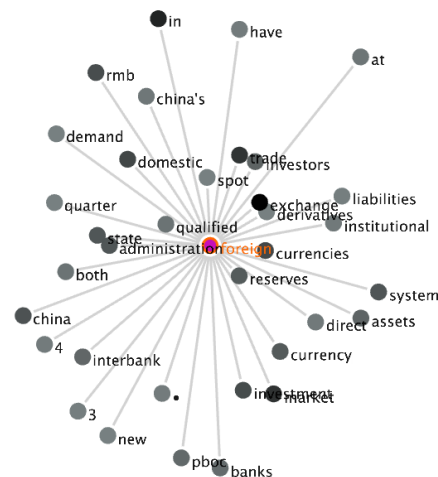 in
have
at
rmb
china's
demand
domestic
trade
investors
spot
exchange
liabilities
quarter
derivatives
qualified
institutional
state
administration
foreign
currencies
both
reserves
system
china
direct
assets
4
interbank
currency
.
investment
market
3
new
pboc
banks